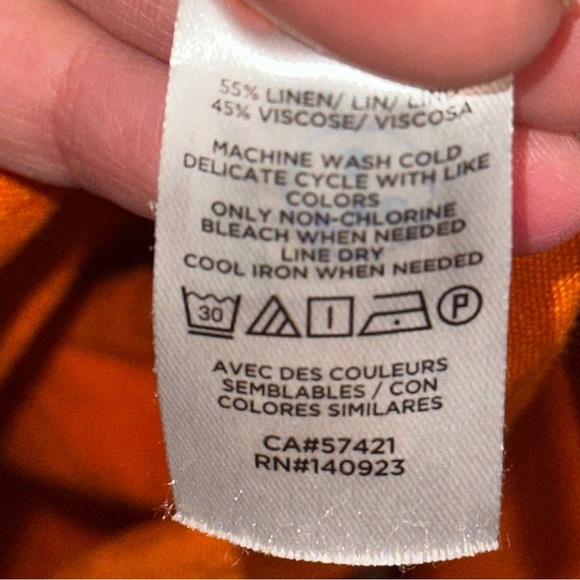 55% LINEN/ LIN/ LINO
45% VISCOSE/ VISCOSA
MACHINE WASH COLD
DELICATE CYCLE WITH LIKE
COLORS
ONLY NON-CHLORINE
BLEACH WHEN NEEDED
LINE DRY
COOL IRON WHEN NEEDED
30 P
AVEC DES COULEURS
SEMBLABLES / CON
COLORES SIMILARES
CA#57421
RN#140923